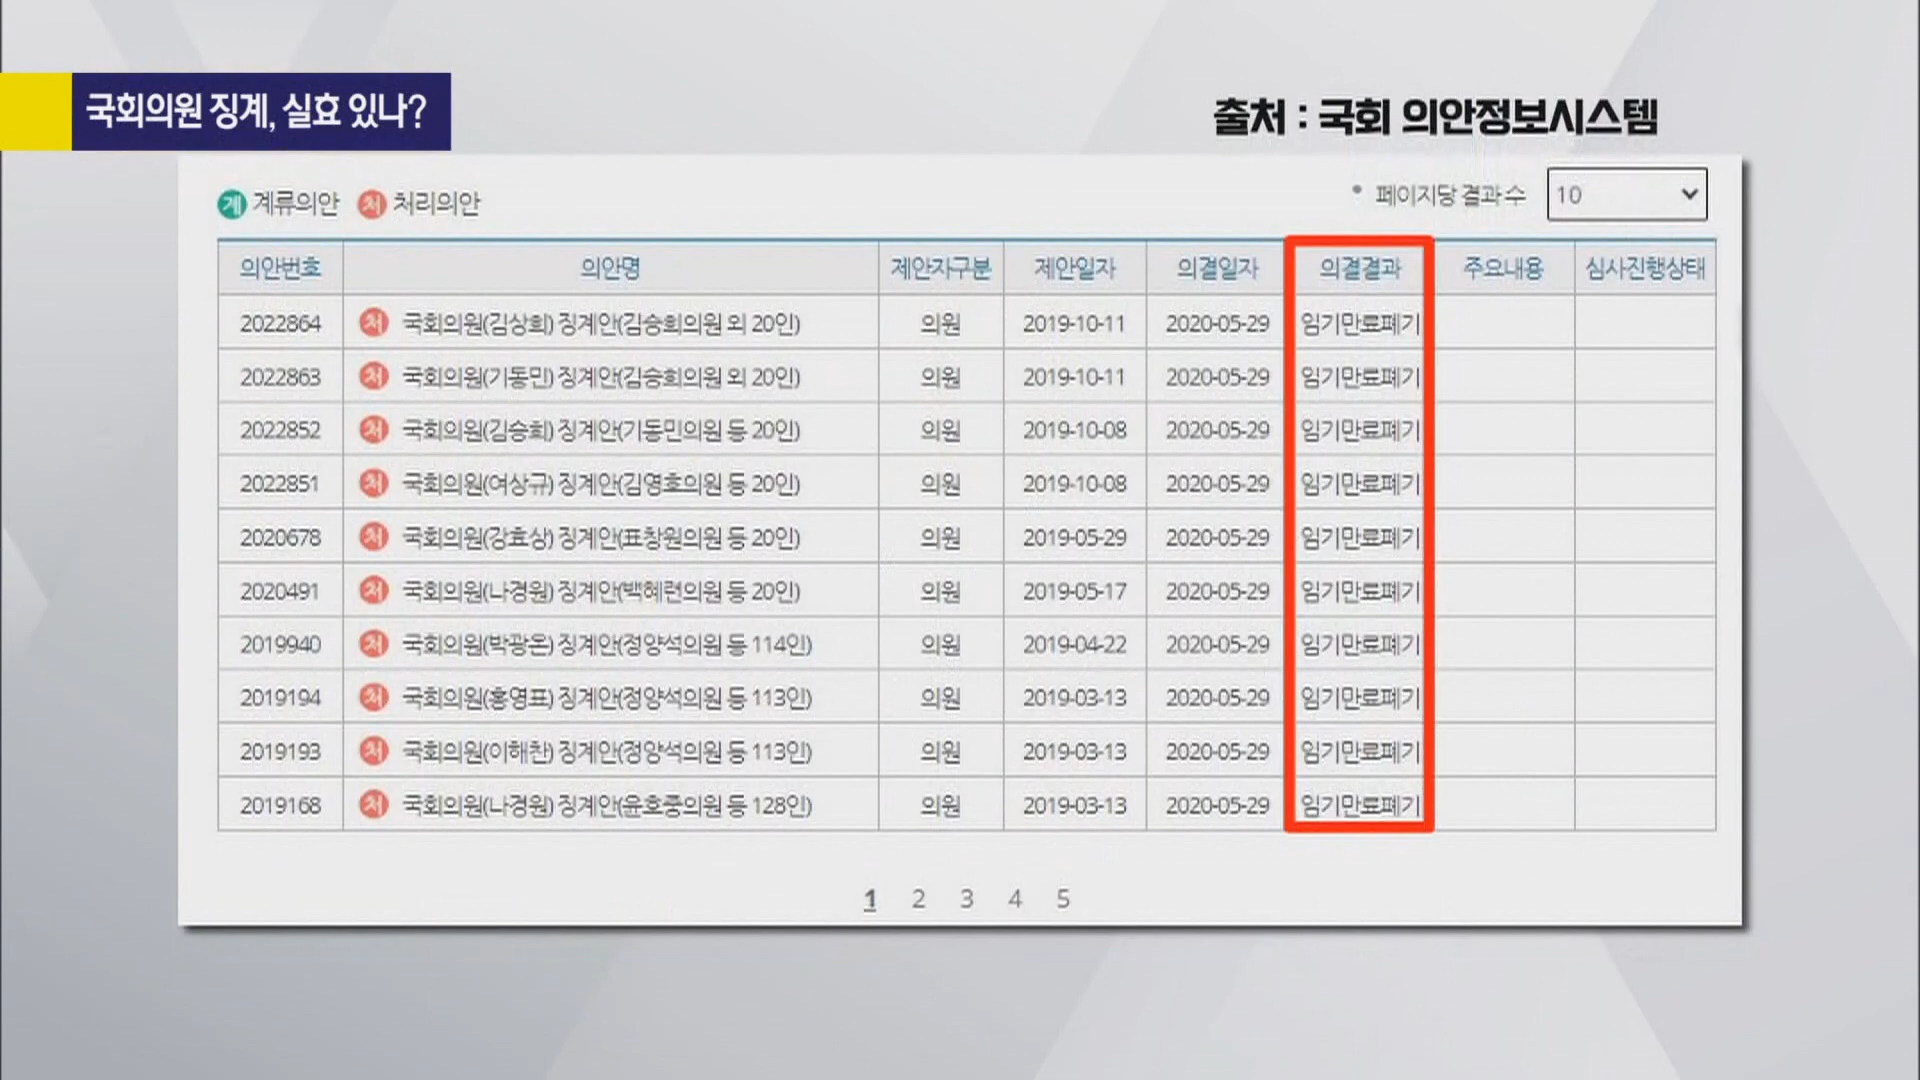 국회의원 징계, 실효 있나?
출처 : 국회 의안정보시스템
계 계류의안 처 처리의안
* 페이지당 결과 수 10
의안번호 의안명 제안자구분 제안일자 의결일자 의결결과 주요내용 심사진행상태
2022864 처 국회의원(김상희) 징계안(김승희의원 외 20인) 의원 2019-10-11 2020-05-29 임기만료폐기
2022863 처 국회의원(기동민) 징계안(김승희의원 외 20인) 의원 2019-10-11 2020-05-29 임기만료폐기
2022852 처 국회의원(김승희) 징계안(기동민의원 등 20인) 의원 2019-10-08 2020-05-29 임기만료폐기
2022851 처 국회의원(여상규) 징계안(김영호의원 등 20인) 의원 2019-10-08 2020-05-29 임기만료폐기
2020678 처 국회의원(강효상) 징계안(표창원의원 등 20인) 의원 2019-05-29 2020-05-29 임기만료폐기
2020491 처 국회의원(나경원) 징계안(백혜련의원 등 20인) 의원 2019-05-17 2020-05-29 임기만료폐기
2019940 처 국회의원(박광온) 징계안(정양석의원 등 114인) 의원 2019-04-22 2020-05-29 임기만료폐기
2019194 처 국회의원(홍영표) 징계안(정양석의원 등 113인) 의원 2019-03-13 2020-05-29 임기만료폐기
2019193 처 국회의원(이해찬) 징계안(정양석의원 등 113인) 의원 2019-03-13 2020-05-29 임기만료폐기
2019168 처 국회의원(나경원) 징계안(윤호중의원 등 128인) 의원 2019-03-13 2020-05-29 임기만료폐기
1 2 3 4 5